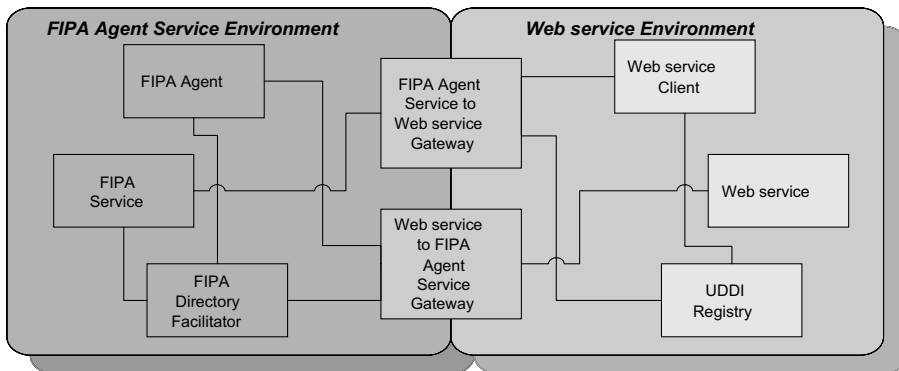 FIPA Agent Service Environment
Web service Environment
FIPA Agent
FIPA Agent
Service to
Web service
Gateway
Web service
Client
FIPA
Service
Web service
Web service
to FIPA
Agent
Service
Gateway
FIPA
Directory
Facilitator
UDDI
Registry